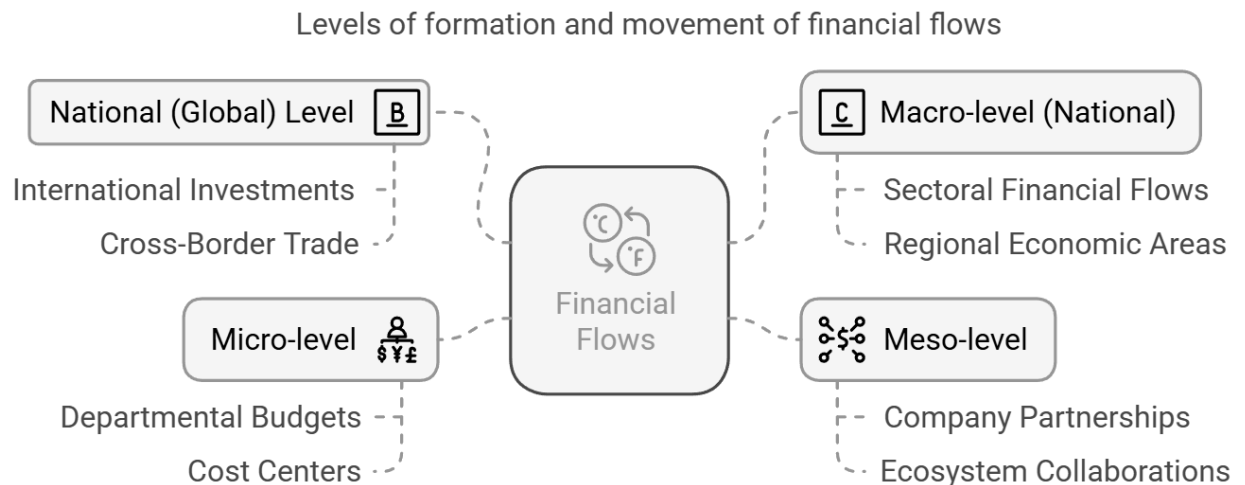 Levels of formation and movement of financial flows
National (Global) Level B
International Investments
Cross-Border Trade
Micro-level $ ¥ £
Departmental Budgets
Cost Centers
°C
°F
Financial
Flows
C Macro-level (National)
Sectoral Financial Flows
Regional Economic Areas
$ Meso-level
Company Partnerships
Ecosystem Collaborations